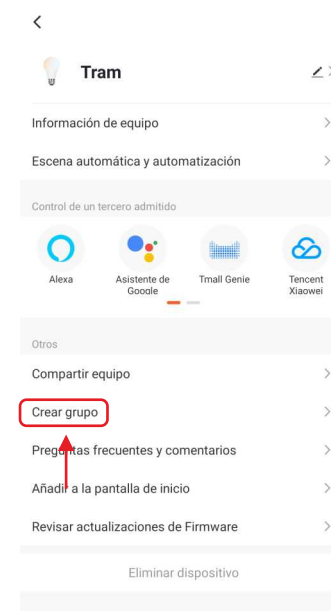 Tram
Información de equipo
Escena automática y automatización
Control de un tercero admitido
Alexa
Asistente de
Google
Tmall Genie
Tencent
Xiaowei
Otros
Compartir equipo
Crear grupo
Preguntas frecuentes y comentarios
Añadir a la pantalla de inicio
Revisar actualizaciones de Firmware
Eliminar dispositivo